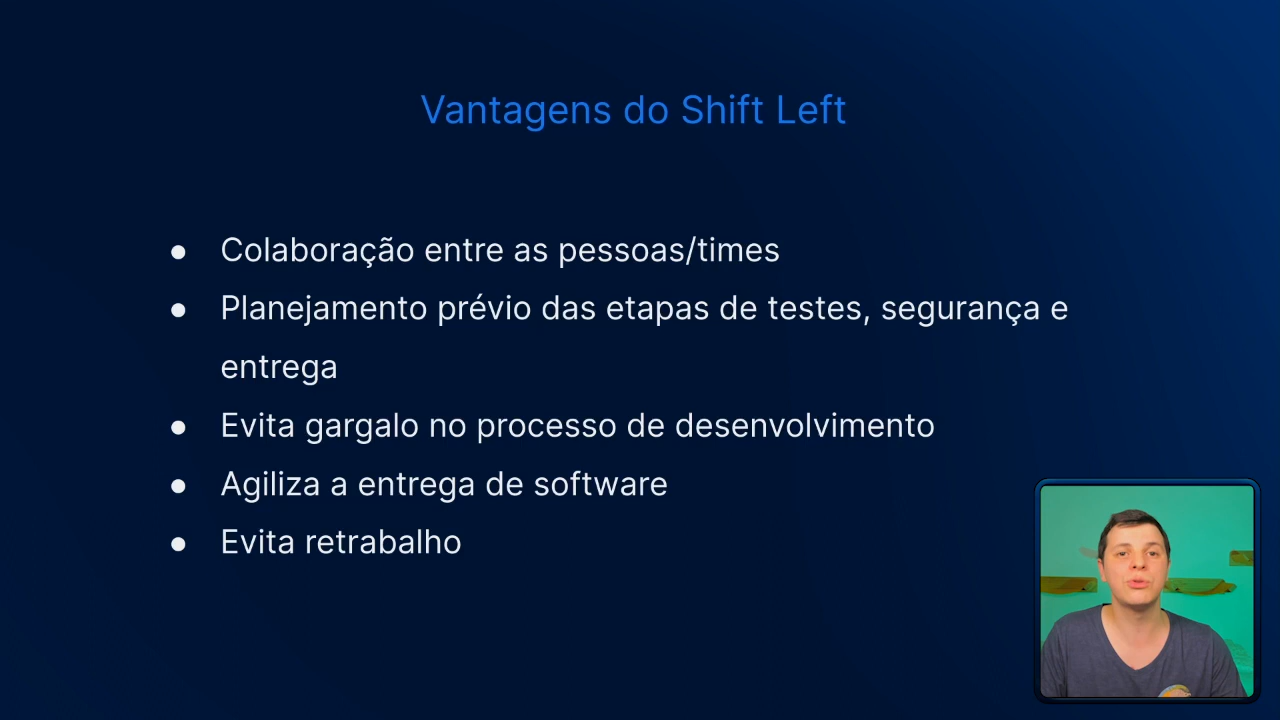 Vantagens do Shift Left
● Colaboração entre as pessoas/times
● Planejamento prévio das etapas de testes, segurança e
entrega
● Evita gargalo no processo de desenvolvimento
● Agiliza a entrega de software
● Evita retrabalho